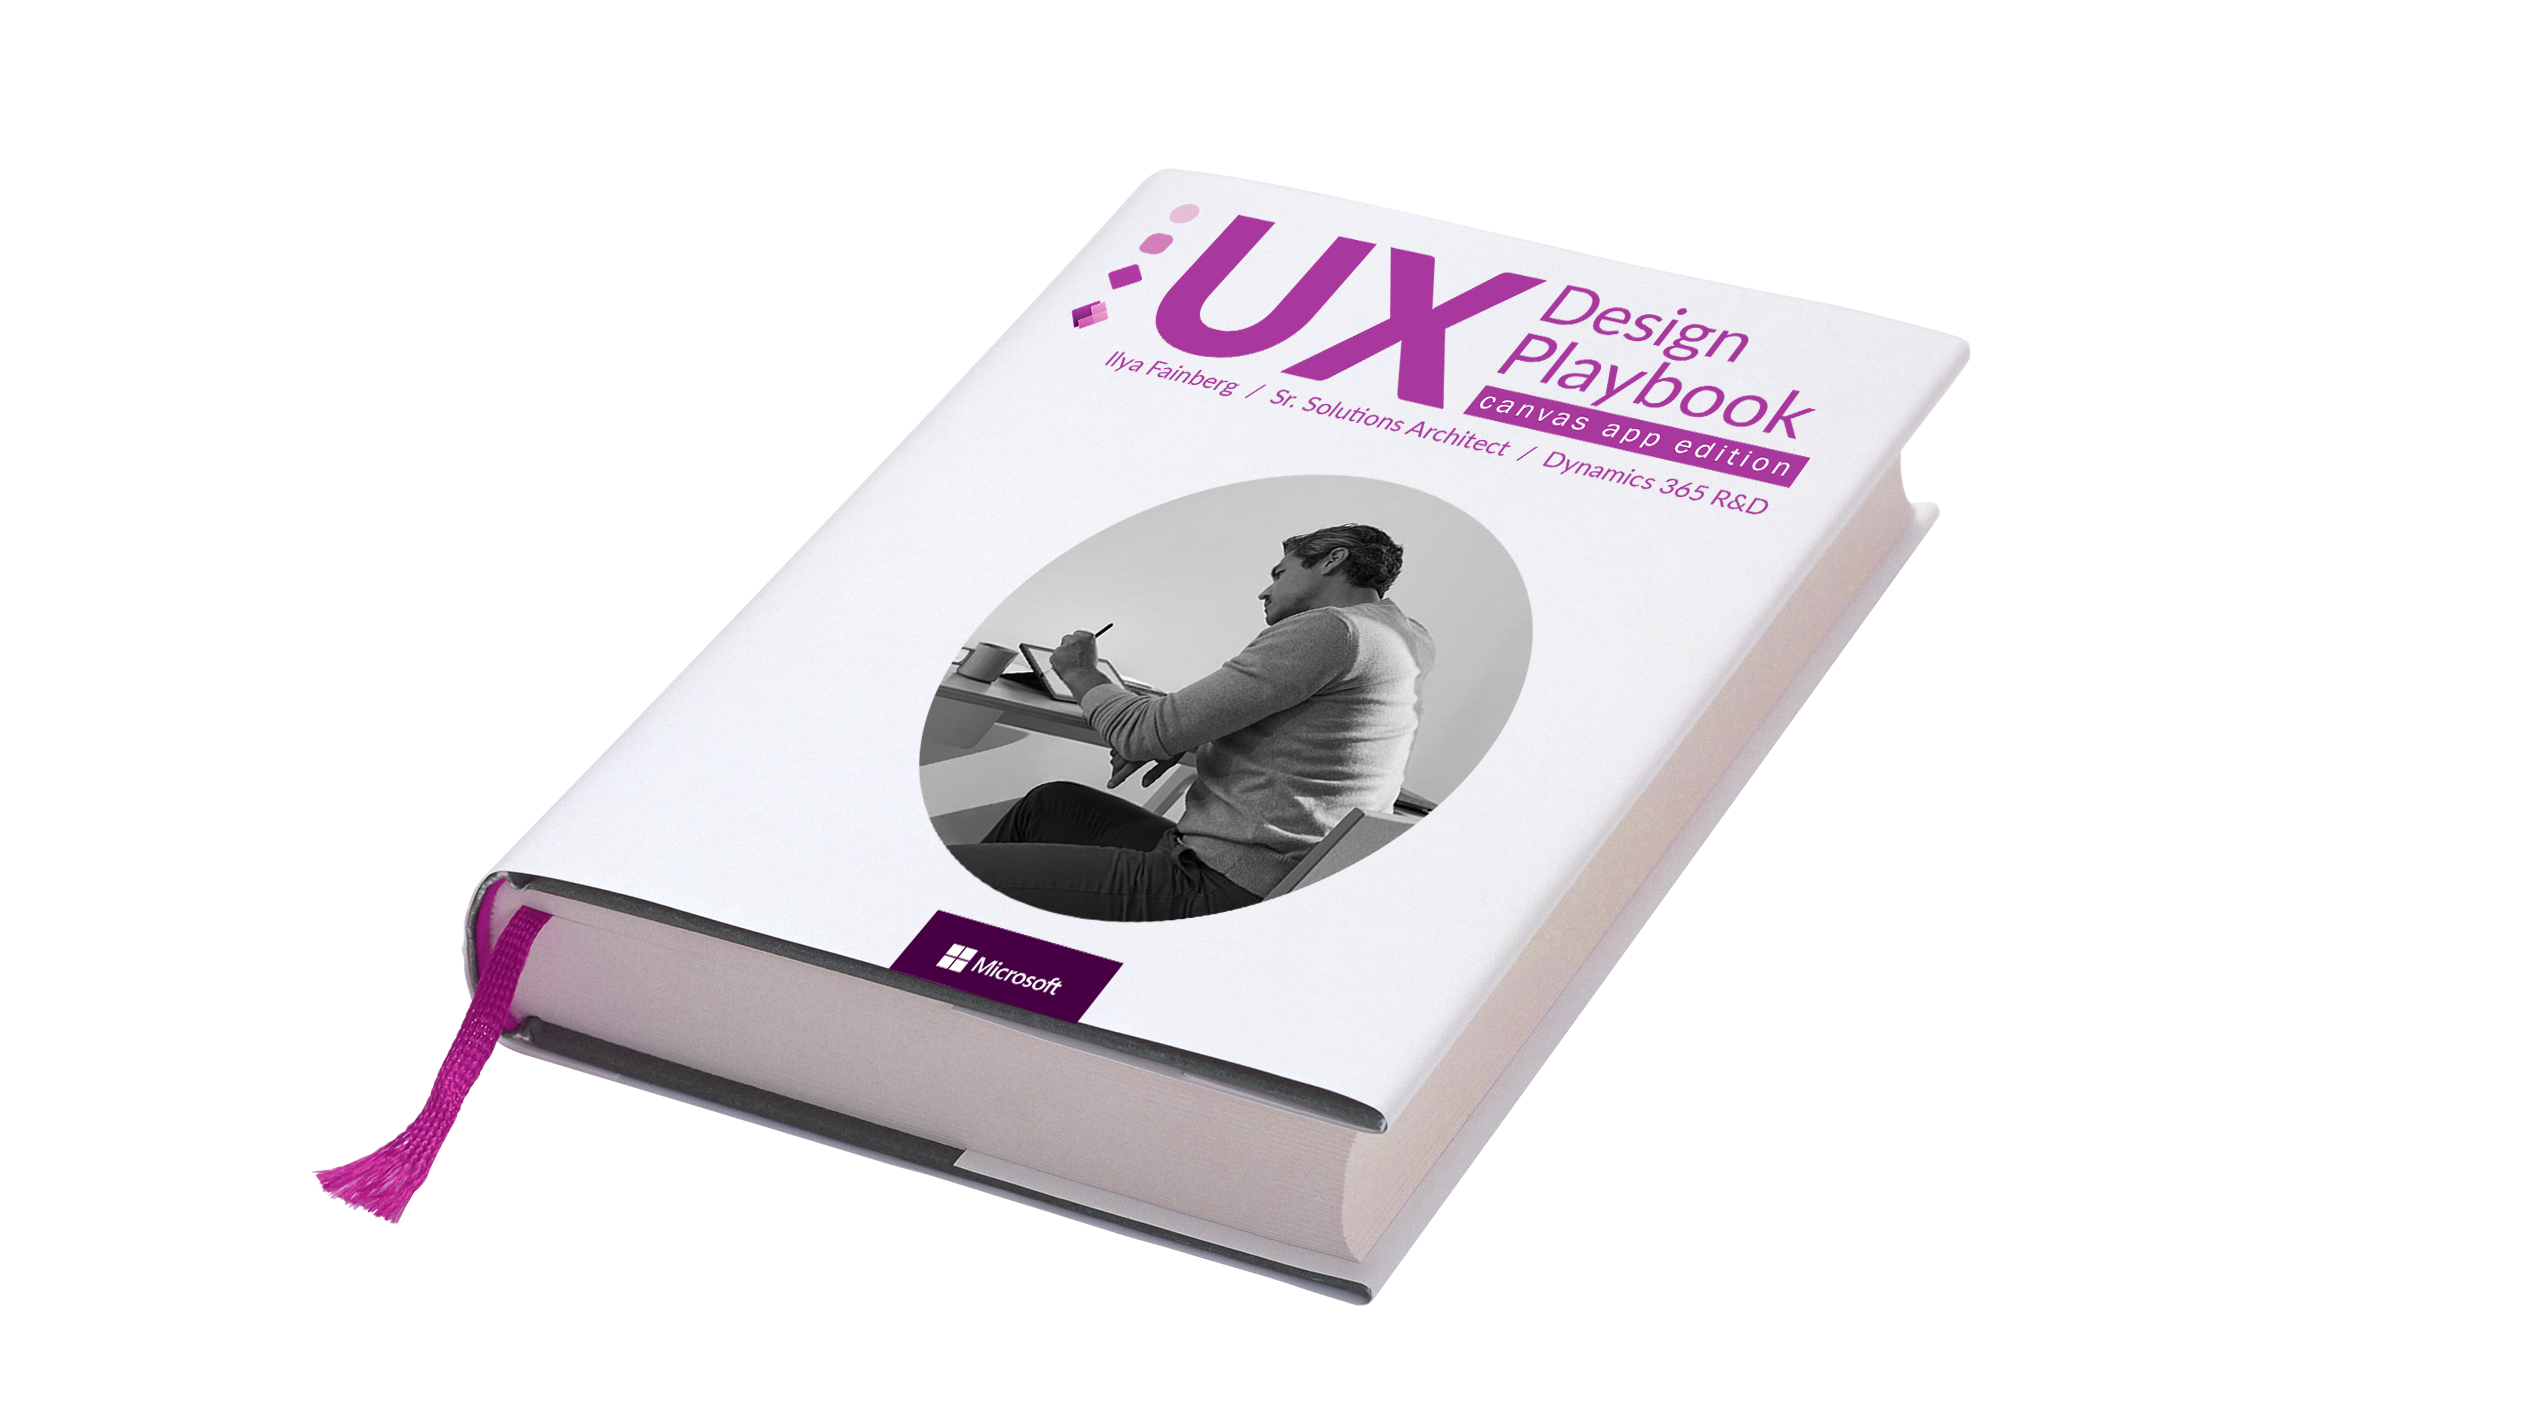 UX
Design
Playbook
canvas app edition
Ilya Fainberg / Sr. Solutions Architect / Dynamics 365 R&D
Microsoft